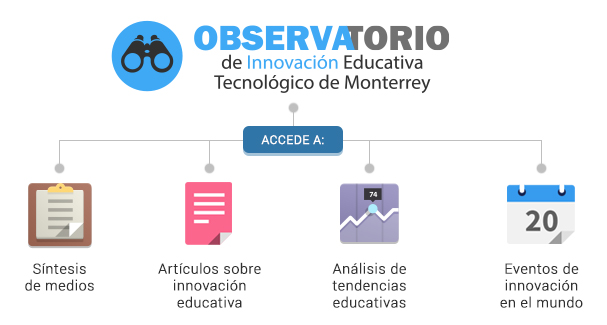 OBSERVATORIO
de Innovación Educativa
Tecnológico de Monterrey
ACCEDE A:
74
20
Síntesis
de medios
Artículos sobre
innovación
educativa
Análisis de
tendencias
educativas
Eventos de
innovación
en el mundo